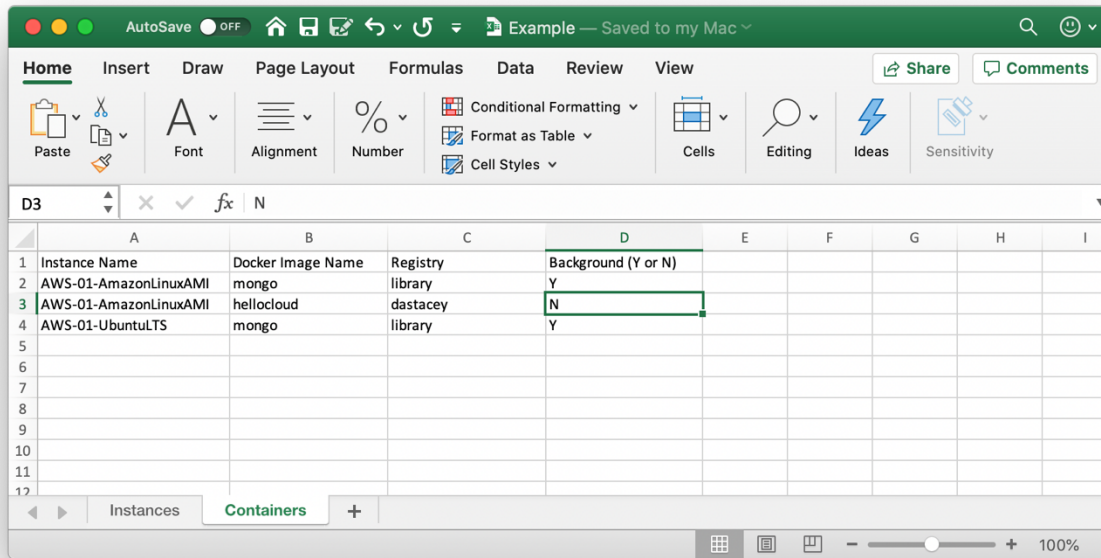 AutoSave OFF Example — Saved to my Mac
Home Insert Draw Page Layout Formulas Data Review View Share Comments
Paste Font Alignment % Number Conditional Formatting Format as Table Cell Styles Cells Editing Ideas Sensitivity
D3 fx N
A B C D E F G H I
1 Instance Name Docker Image Name Registry Background (Y or N)
2 AWS-01-AmazonLinuxAMI mongo library Y
3 AWS-01-AmazonLinuxAMI hellocloud dastacey N
4 AWS-01-UbuntuLTS mongo library Y
5
6
7
8
9
10
11
12
Instances Containers +
− + 100%